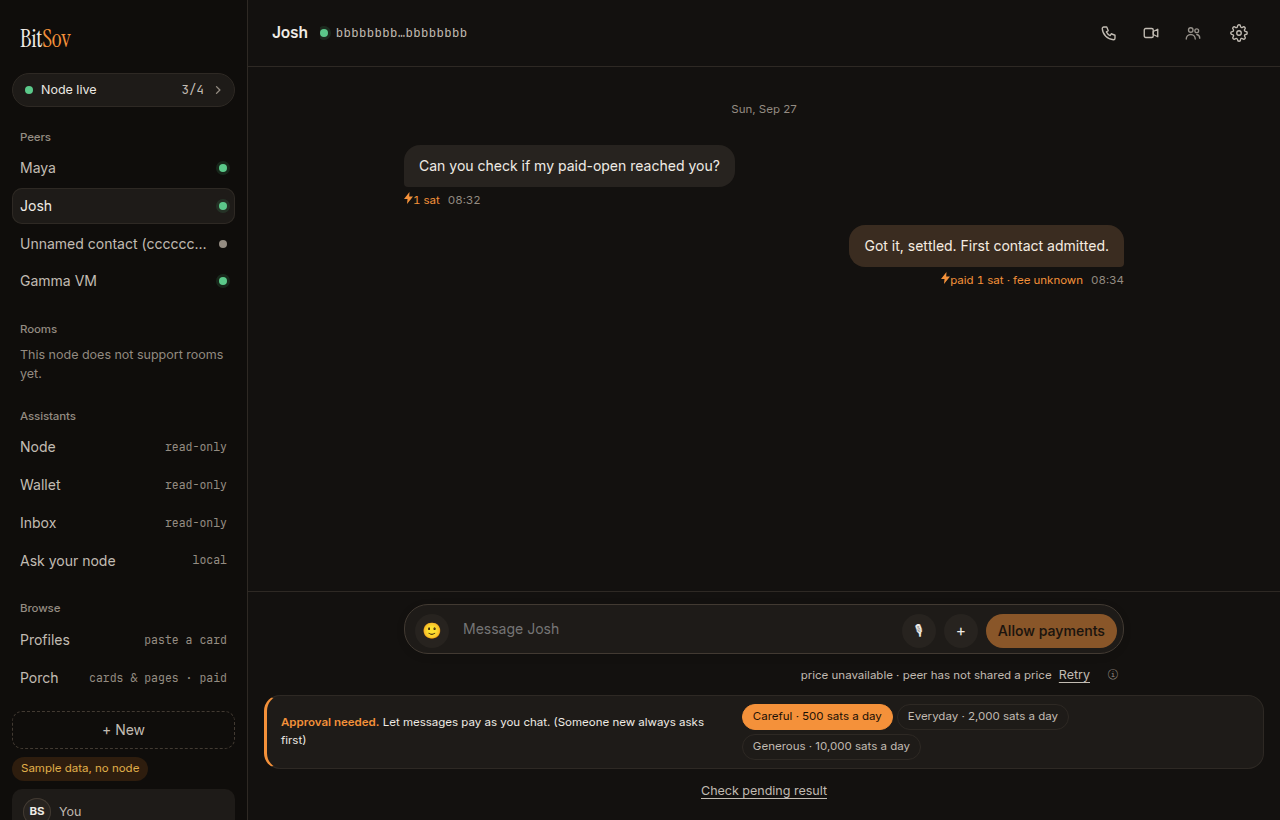 BitSov
Node live 3/4
Peers
Maya
Josh
Unnamed contact (cccccc...
Gamma VM
Rooms
This node does not support rooms
yet.
Assistants
Node read-only
Wallet read-only
Inbox read-only
Ask your node local
Browse
Profiles paste a card
Porch cards & pages · paid
+ New
Sample data, no node
BS You
Josh bbbbbbbb…bbbbbbbb
Sun, Sep 27
Can you check if my paid-open reached you?
1 sat 08:32
Got it, settled. First contact admitted.
paid 1 sat · fee unknown 08:34
Message Josh
+
Allow payments
price unavailable · peer has not shared a price Retry
Approval needed. Let messages pay as you chat. (Someone new always asks
first)
Careful · 500 sats a day Everyday · 2,000 sats a day
Generous · 10,000 sats a day
Check pending result